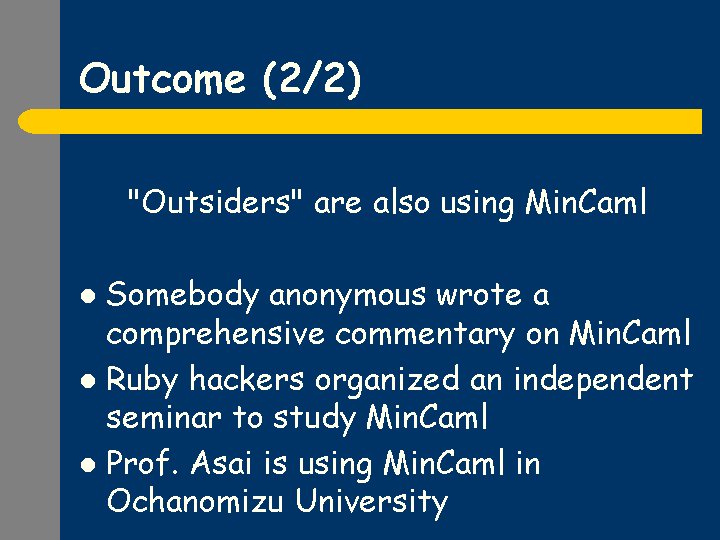 Outcome (2/2)
"Outsiders" are also using MinCaml
● Somebody anonymous wrote a
comprehensive commentary on MinCaml
● Ruby hackers organized an independent
seminar to study MinCaml
● Prof. Asai is using MinCaml in
Ochanomizu University